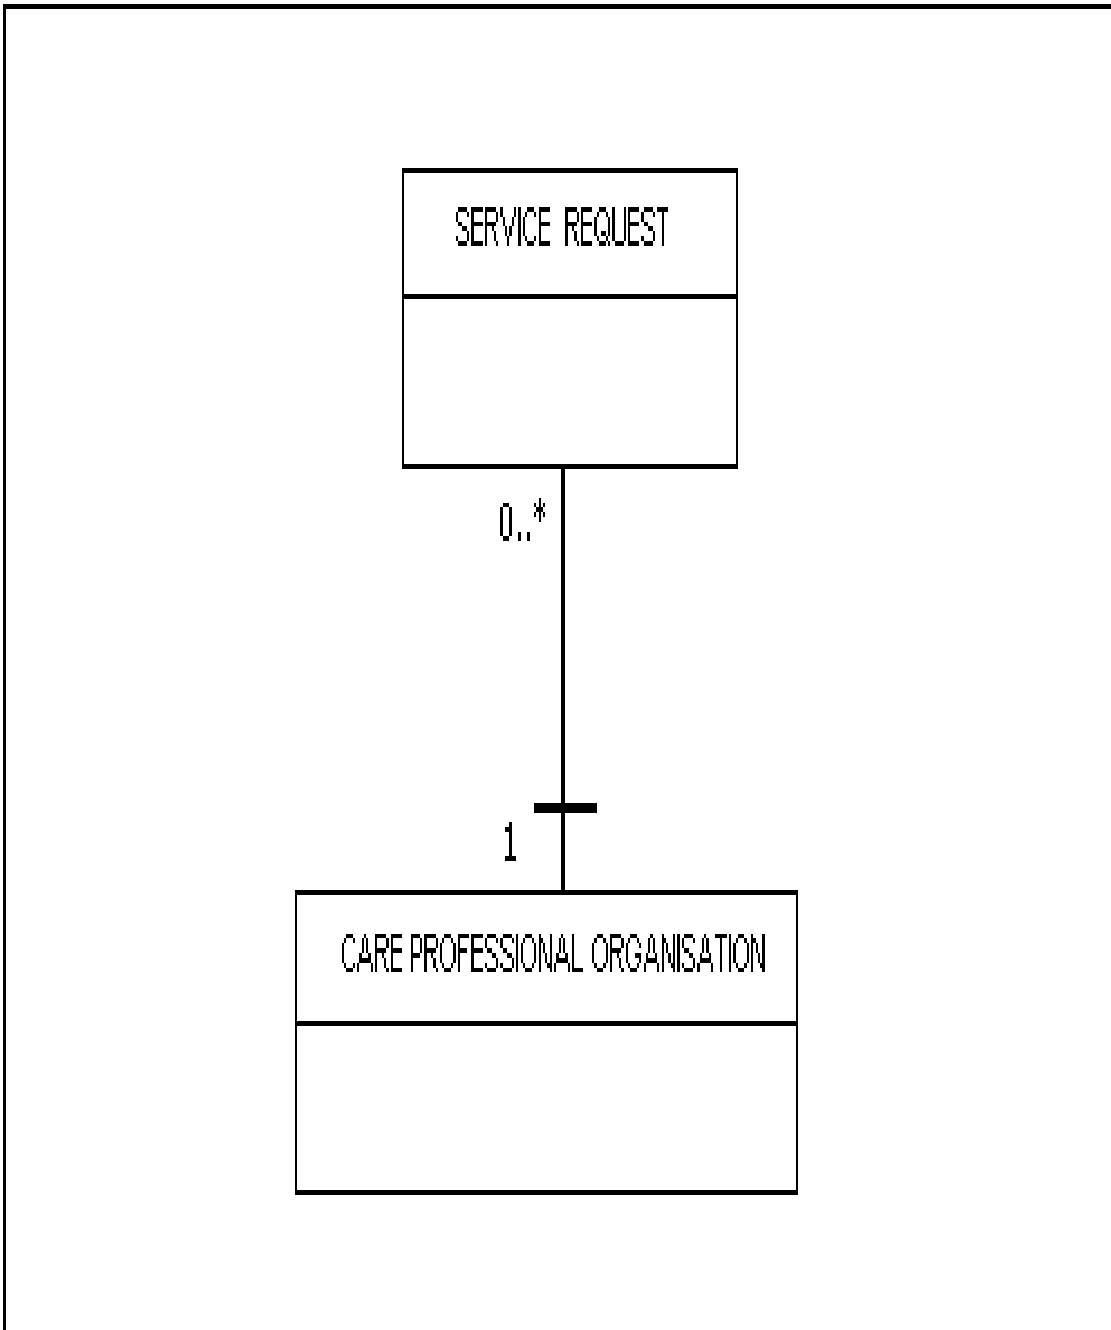 SERVICE REQUEST
0..*
1
CARE PROFESSIONAL ORGANISATION